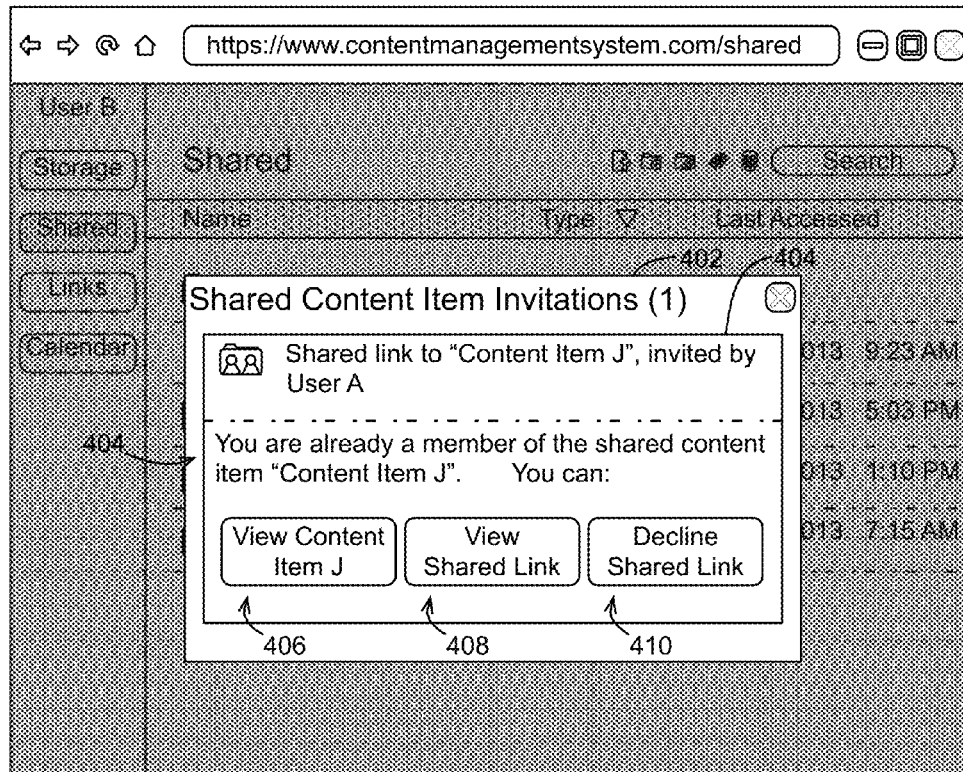 https://www.contentmanagementsystem.com/shared
User B
Storage
Shared
Search
Shared
Name Type Last Accessed
Links
Calendar
402 404
Shared Content Item Invitations (1)
Shared link to “Content Item J”, invited by
User A
013 9:23 AM
013 5:03 PM
404
You are already a member of the shared content
item “Content Item J”. You can:
013 1:10 PM
View Content
Item J
View
Shared Link
Decline
Shared Link
013 7:15 AM
406 408 410